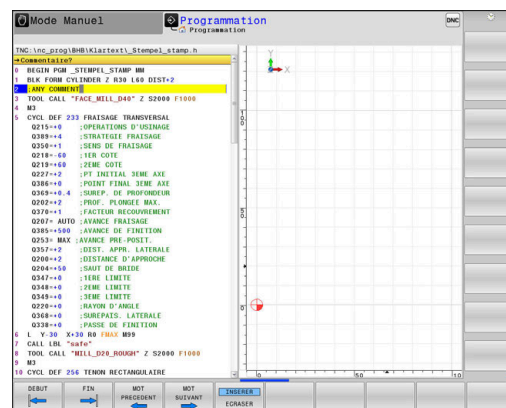 Mode Manuel
Programmation
Programmation
DNC
TNC:\nc_prog\BHB\Klartext\_Stempel_stamp.h
→Commentaire?
0 BEGIN PGM _STEMPEL_STAMP MM
1 BLK FORM CYLINDER Z R30 L60 DIST+2
2 ;ANY COMMENT
3 TOOL CALL "FACE_MILL_D40" Z S2000 F1000
4 M3
5 CYCL DEF 233 FRAISAGE TRANSVERSAL
Q215=+0 ;OPERATIONS D'USINAGE
Q389=+4 ;STRATEGIE FRAISAGE
Q350=+1 ;SENS DE FRAISAGE
Q218=-60 ;1ER COTE
Q219=+60 ;2EME COTE
Q227=+2 ;PT INITIAL 3EME AXE
Q386=+0 ;POINT FINAL 3EME AXE
Q369=+0.4 ;SUREP. DE PROFONDEUR
Q202=+2 ;PROF. PLONGEE MAX.
Q370=+1 ;FACTEUR RECOUVREMENT
Q207= AUTO ;AVANCE FRAISAGE
Q385=+500 ;AVANCE DE FINITION
Q253= MAX ;AVANCE PRE-POSIT.
Q357=+2 ;DIST. APPR. LATERALE
Q200=+2 ;DISTANCE D'APPROCHE
Q204=+50 ;SAUT DE BRIDE
Q347=+0 ;1ERE LIMITE
Q348=+0 ;2EME LIMITE
Q349=+0 ;3EME LIMITE
Q220=+0 ;RAYON D'ANGLE
Q368=+0 ;SUREPAIS. LATERALE
Q338=+0 ;PASSE DE FINITION
6 L Y-30 X+30 R0 FMAX M99
7 CALL LBL "safe"
8 TOOL CALL "MILL_D20_ROUGH" Z S2000 F1000
9 M3
10 CYCL DEF 256 TENON RECTANGULAIRE
Y
X
100
50
0
0
50
100
DEBUT
FIN
MOT PRECEDENT
MOT SUIVANT
INSERER
ECRASER